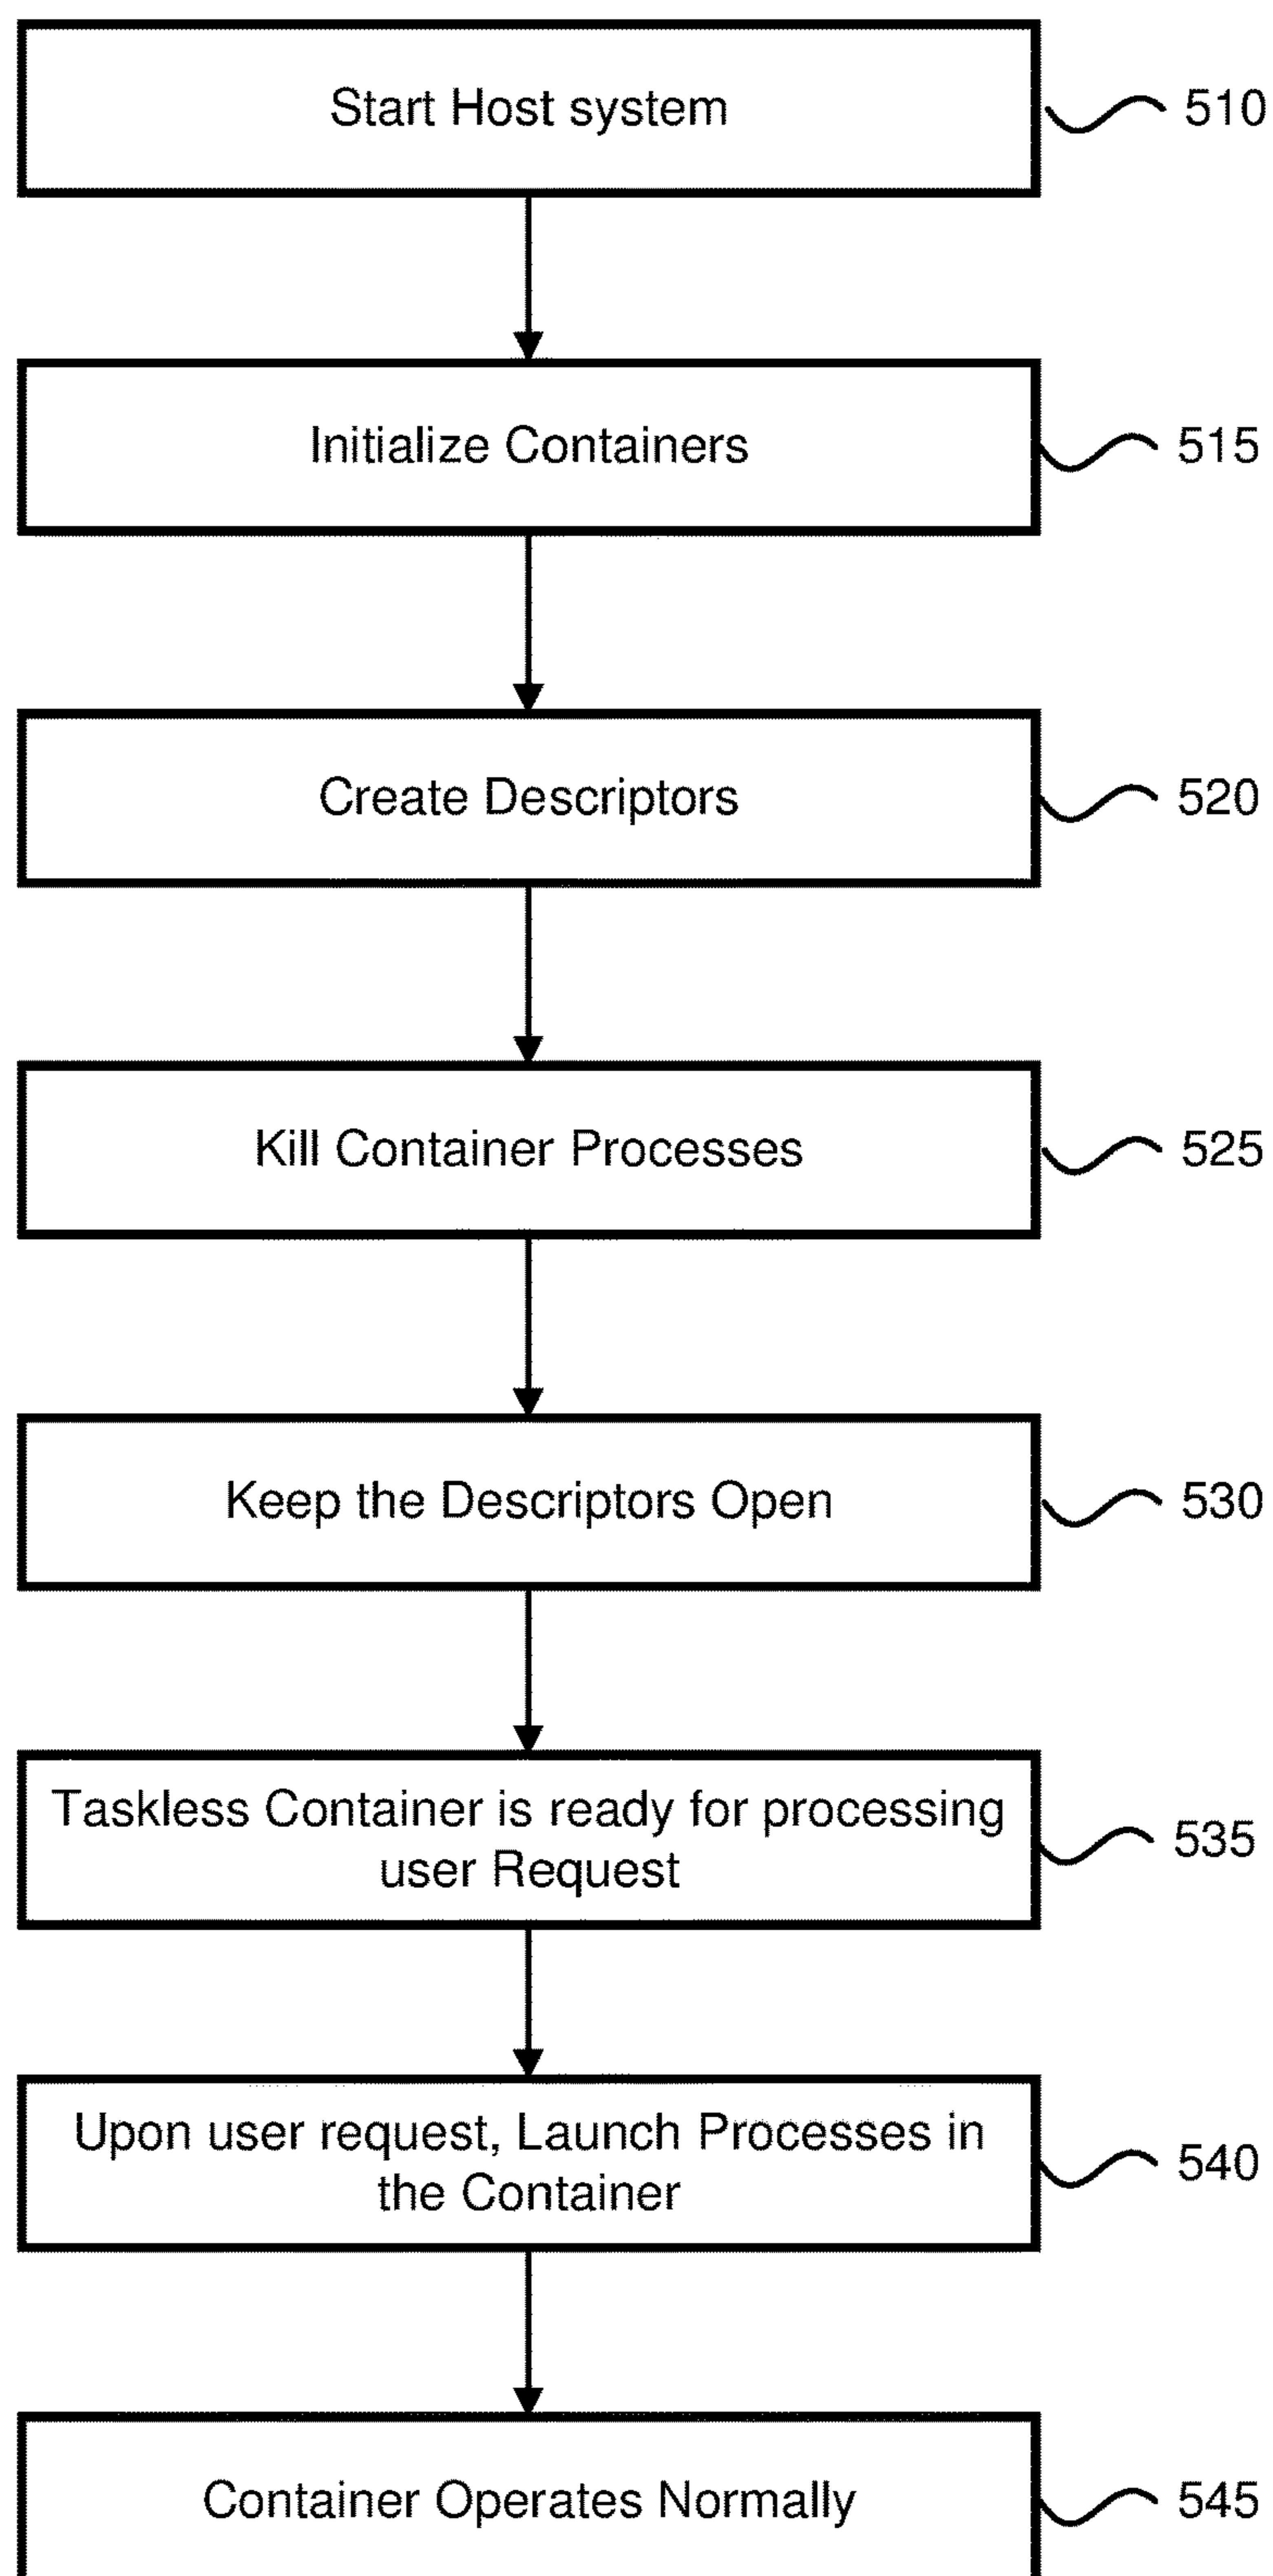 Start Host system
510
Initialize Containers
515
Create Descriptors
520
Kill Container Processes
525
Keep the Descriptors Open
530
Taskless Container is ready for processing
user Request
535
Upon user request, Launch Processes in
the Container
540
Container Operates Normally
545